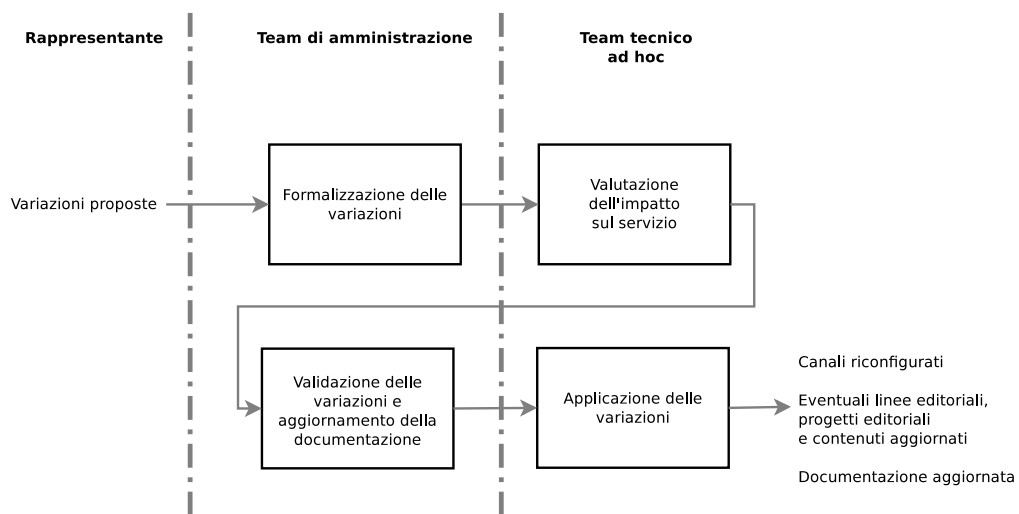 Rappresentante
Team di amministrazione
Team tecnico
ad hoc
Variazioni proposte
Formalizzazione delle
variazioni
Valutazione
dell'impatto
sul servizio
Validazione delle
variazioni e
aggiornamento della
documentazione
Applicazione delle
variazioni
Canali riconfigurati
Eventuali linee editoriali,
progetti editoriali
e contenuti aggiornati
Documentazione aggiornata